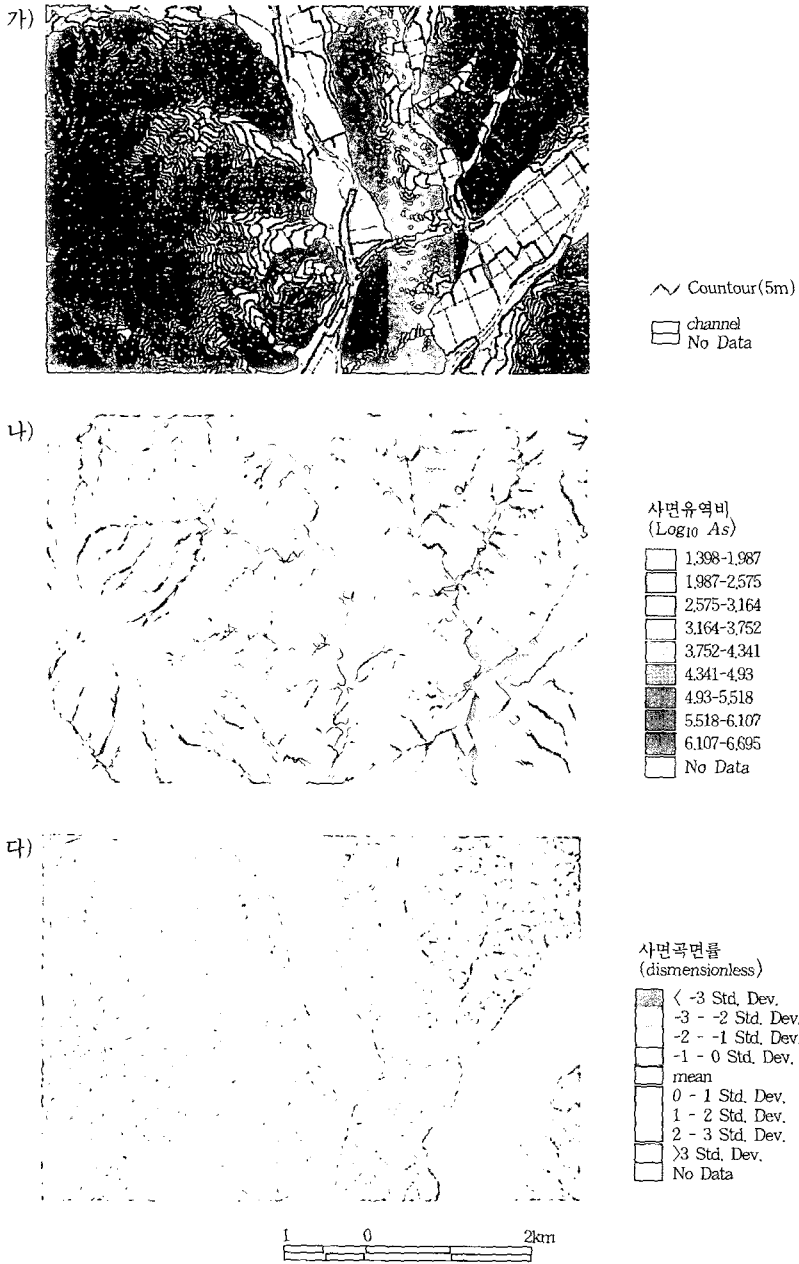 가)
Countour(5m)
channel
No Data
나)
사면유역비
(Log10 As)
1.398-1.987
1.987-2.575
2.575-3.164
3.164-3.752
3.752-4.341
4.341-4.93
4.93-5.518
5.518-6.107
6.107-6.695
No Data
다)
사면곡면률
(dismensionless)
< -3 Std. Dev.
-3 - -2 Std. Dev.
-2 - -1 Std. Dev.
-1 - 0 Std. Dev.
mean
0 - 1 Std. Dev.
1 - 2 Std. Dev.
2 - 3 Std. Dev.
>3 Std. Dev.
No Data
1 0 2km